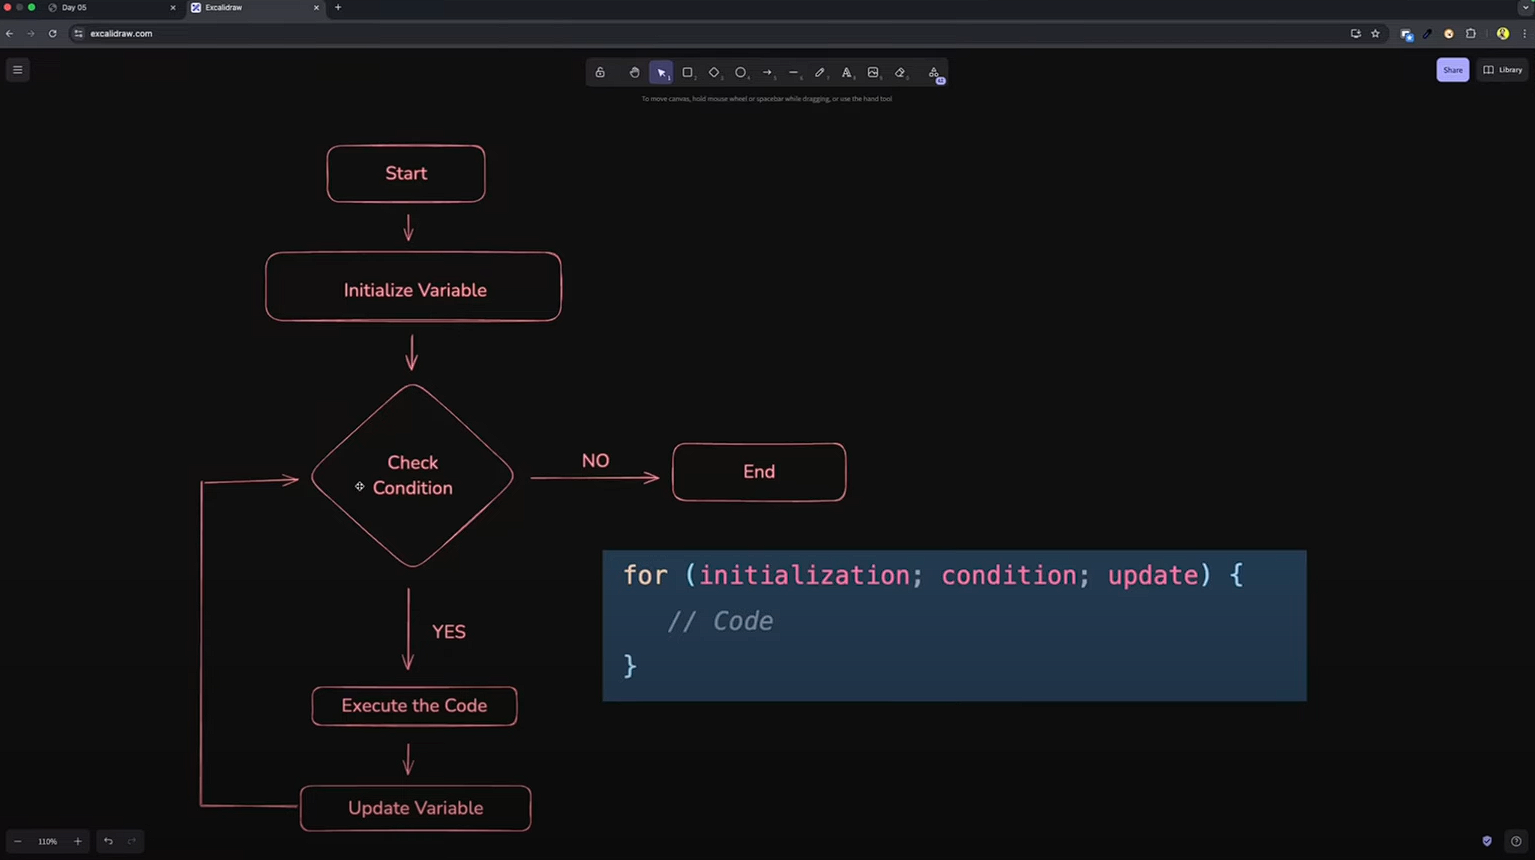 Day 05
Excalidraw
excalidraw.com
Share
Library
To move canvas, hold mouse wheel or spacebar while dragging, or use the hand tool
Start
Initialize Variable
Check
Condition
NO
End
for (initialization; condition; update) {
// Code
}
YES
Execute the Code
Update Variable
110%